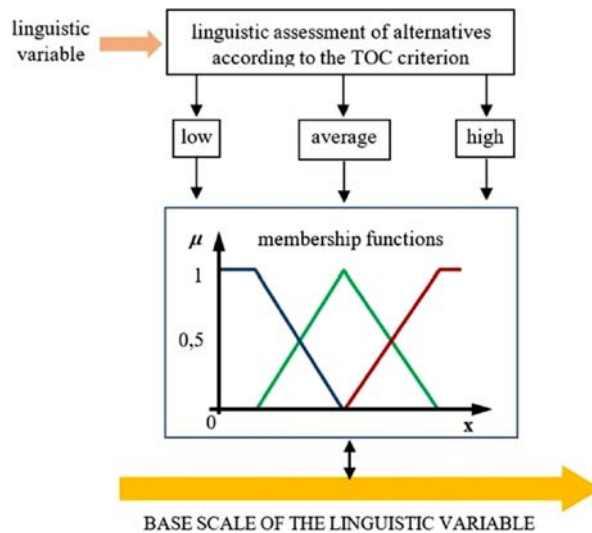 linguistic
variable
linguistic assessment of alternatives
according to the TOC criterion
low
average
high
μ
membership functions
1
0,5
0
x
BASE SCALE OF THE LINGUISTIC VARIABLE